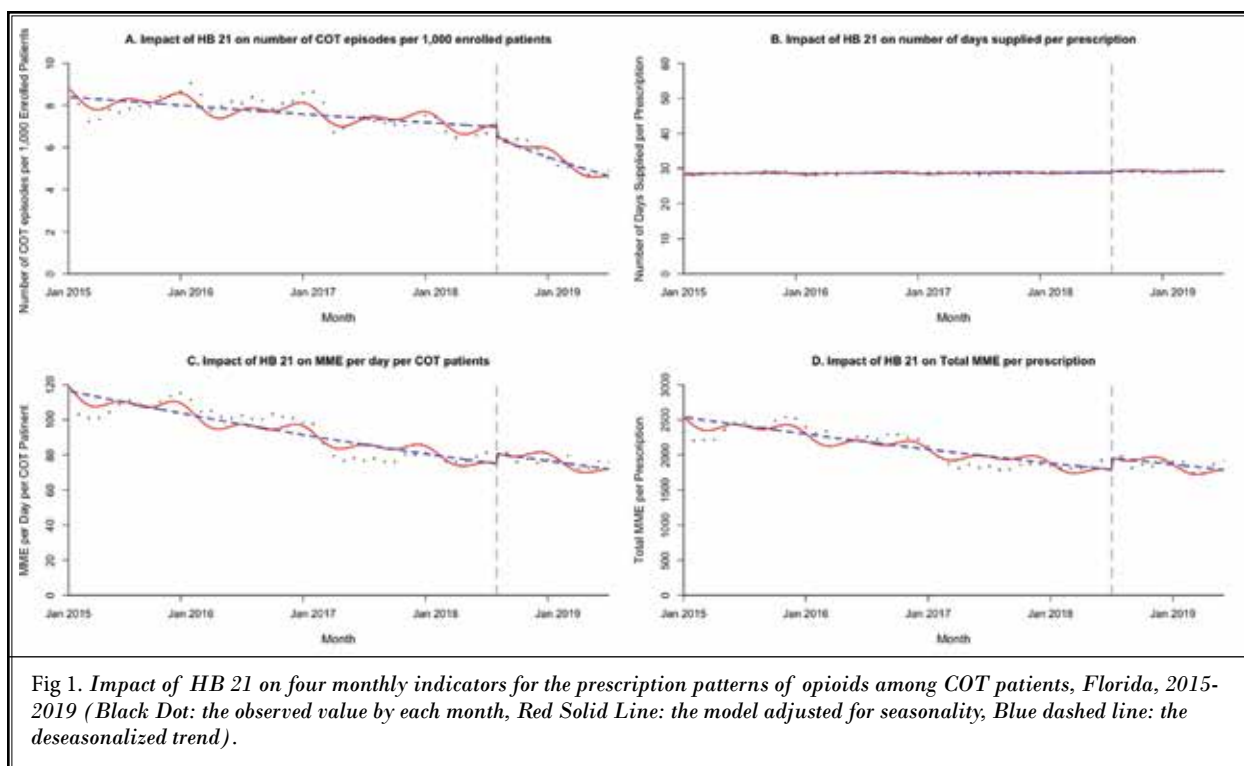 A. Impact of HB 21 on number of COT episodes per 1,000 enrolled patients
Number of COT episodes per 1,000 Enrolled Patients
10
8
6
4
2
0
Jan 2015 Jan 2016 Jan 2017 Jan 2018 Jan 2019
Month
B. Impact of HB 21 on number of days supplied per prescription
Number of Days Supplied per Prescription
60
50
40
30
20
10
0
Jan 2015 Jan 2016 Jan 2017 Jan 2018 Jan 2019
Month
C. Impact of HB 21 on MME per day per COT patients
MME per Day per COT Patinent
120
100
80
60
40
20
0
Jan 2015 Jan 2016 Jan 2017 Jan 2018 Jan 2019
Month
D. Impact of HB 21 on Total MME per prescription
Total MME per Prescription
3000
2500
2000
1500
1000
500
0
Jan 2015 Jan 2016 Jan 2017 Jan 2018 Jan 2019
Month
Fig 1. Impact of HB 21 on four monthly indicators for the prescription patterns of opioids among COT patients, Florida, 2015-
2019 (Black Dot: the observed value by each month, Red Solid Line: the model adjusted for seasonality, Blue dashed line: the
deseasonalized trend).